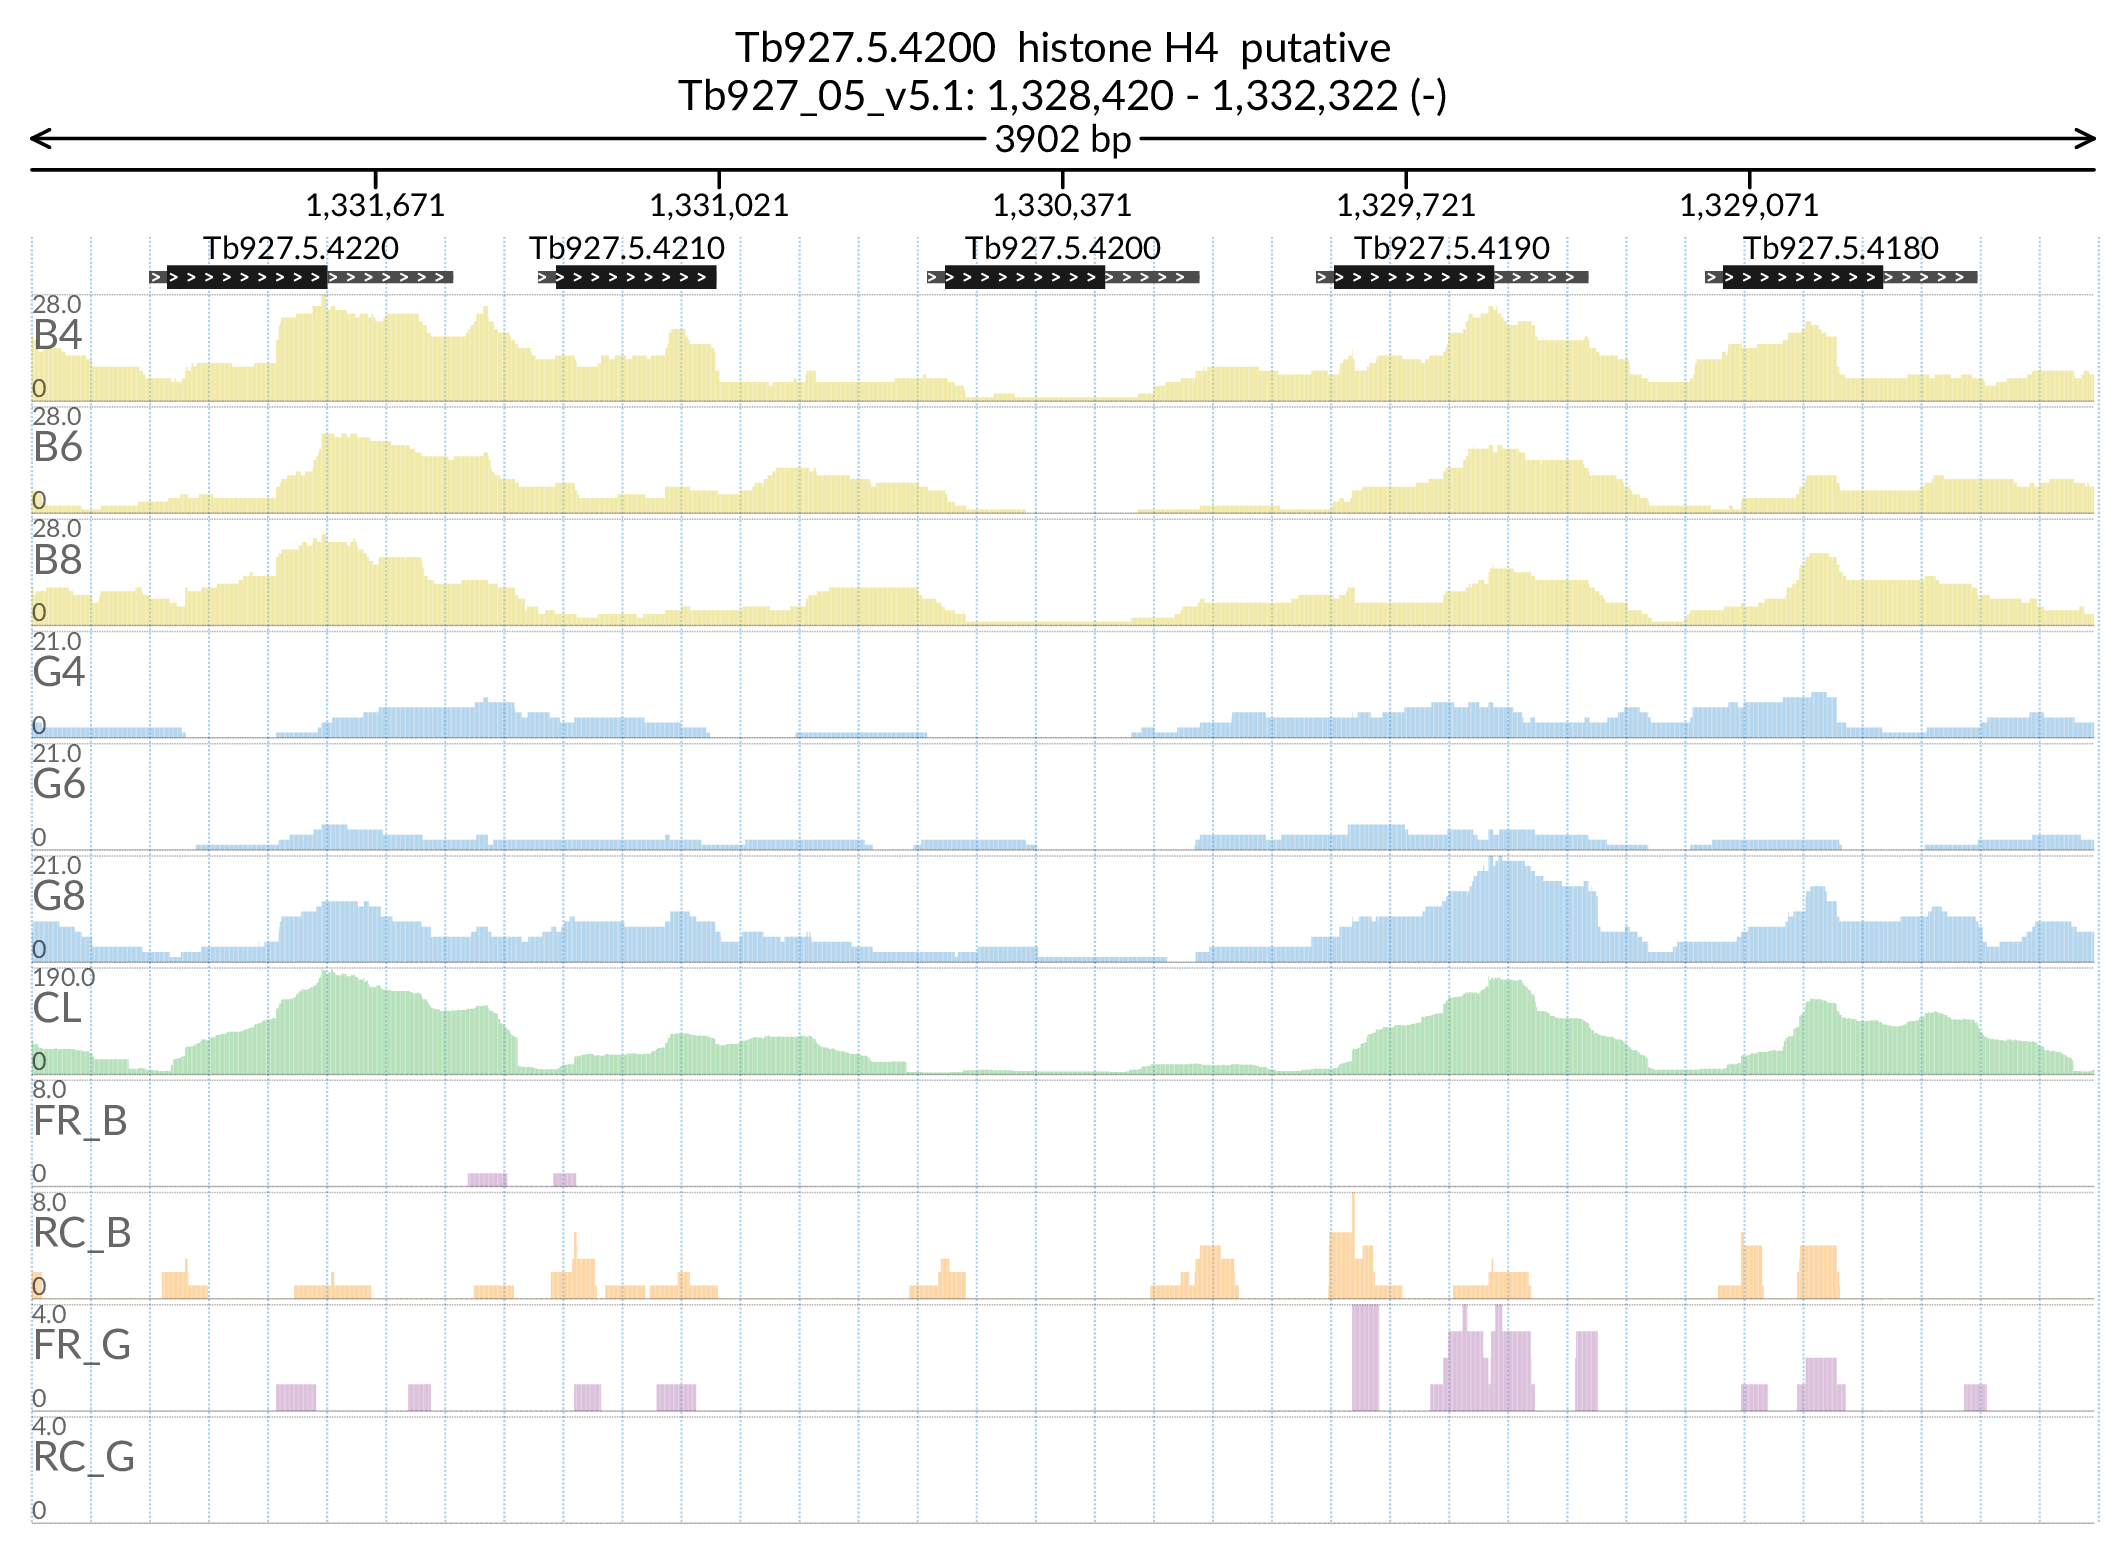 Tb927.5.4200 histone H4 putative
Tb927_05_v5.1: 1,328,420 - 1,332,322 (-)
3902 bp
1,331,671 1,331,021 1,330,371 1,329,721 1,329,071
Tb927.5.4220 Tb927.5.4210 Tb927.5.4200 Tb927.5.4190 Tb927.5.4180
28.0
B4
0
28.0
B6
0
28.0
B8
0
21.0
G4
0
21.0
G6
0
21.0
G8
0
190.0
CL
0
8.0
FR_B
0
8.0
RC_B
0
4.0
FR_G
0
4.0
RC_G
0